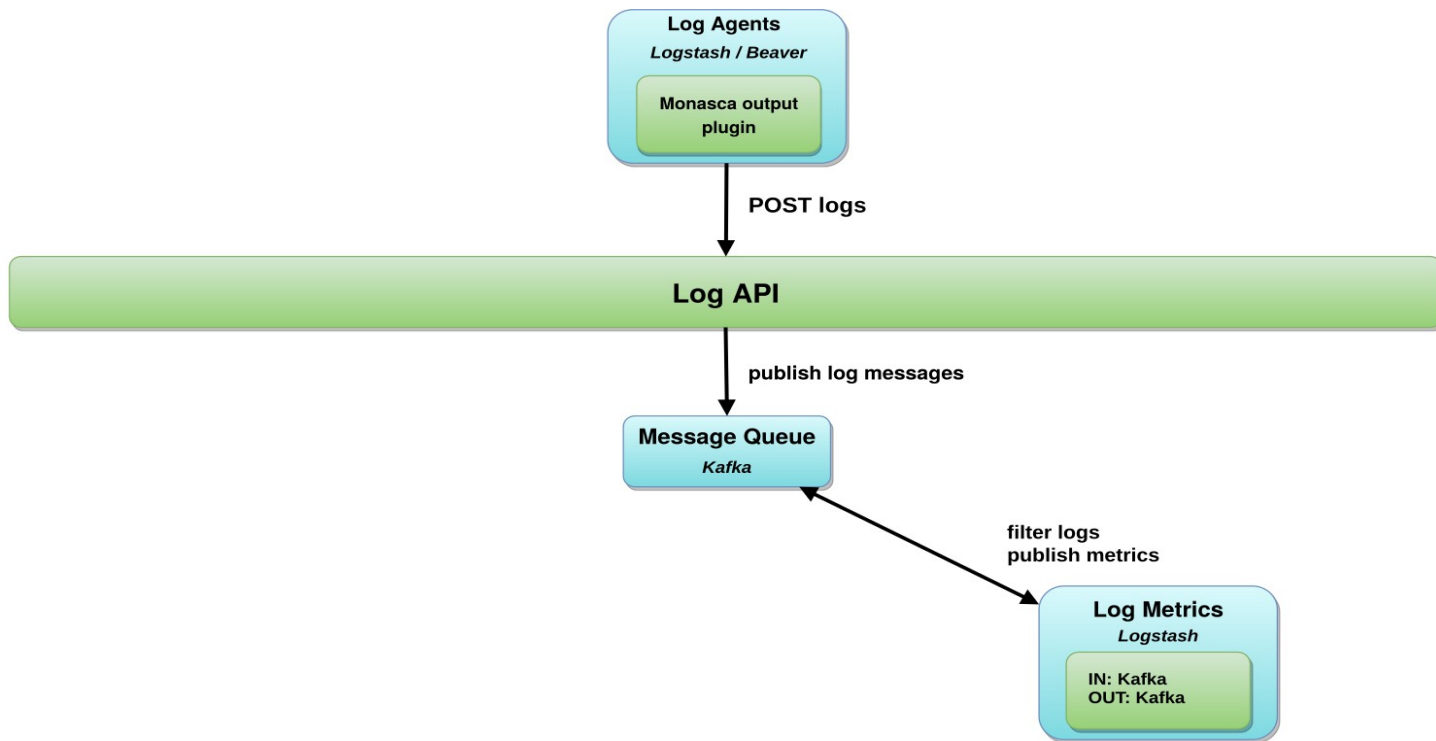 Log Agents
Logstash / Beaver
Monasca output
plugin
POST logs
Log API
publish log messages
Message Queue
Kafka
filter logs
publish metrics
Log Metrics
Logstash
IN: Kafka
OUT: Kafka